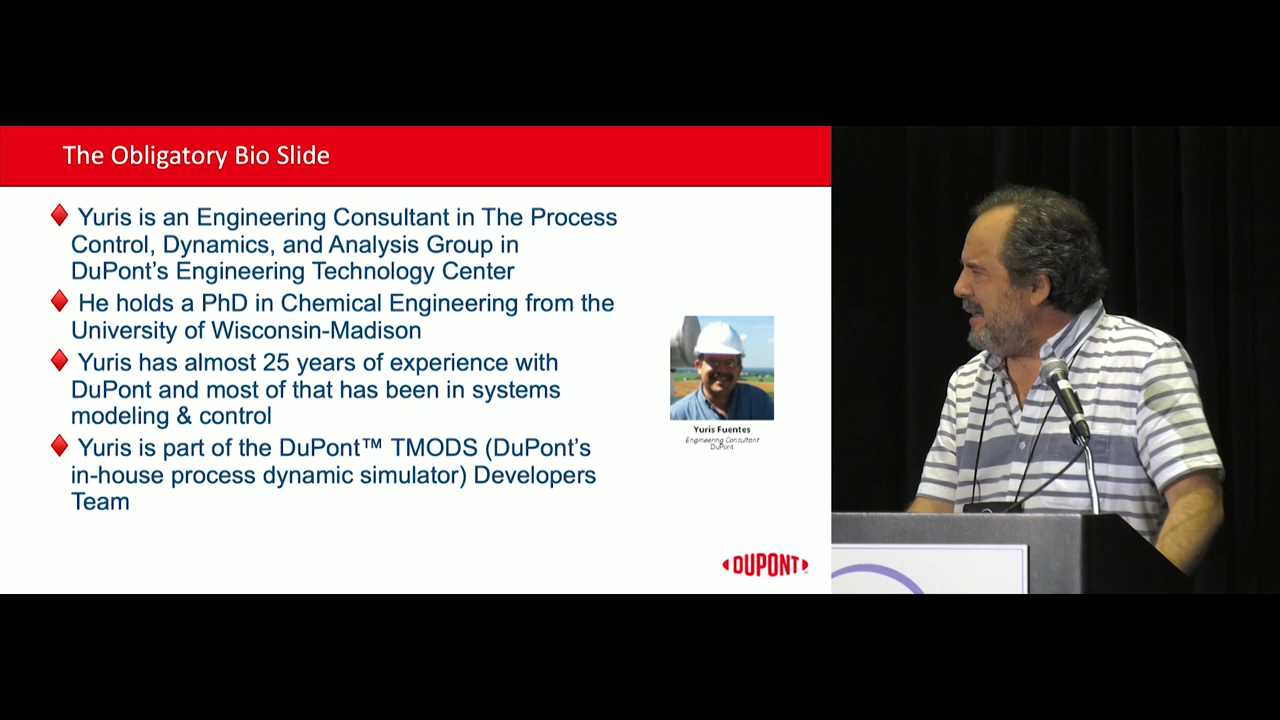 The Obligatory Bio Slide
Yuris is an Engineering Consultant in The Process
Control, Dynamics, and Analysis Group in
DuPont's Engineering Technology Center
He holds a PhD in Chemical Engineering from the
University of Wisconsin-Madison
Yuris has almost 25 years of experience with
DuPont and most of that has been in systems
modeling & control
Yuris is part of the DuPont™ TMODS (DuPont's
in-house process dynamic simulator) Developers
Team
Yuris Fuentes
Engineering Consultant
DuPont
DUPONT